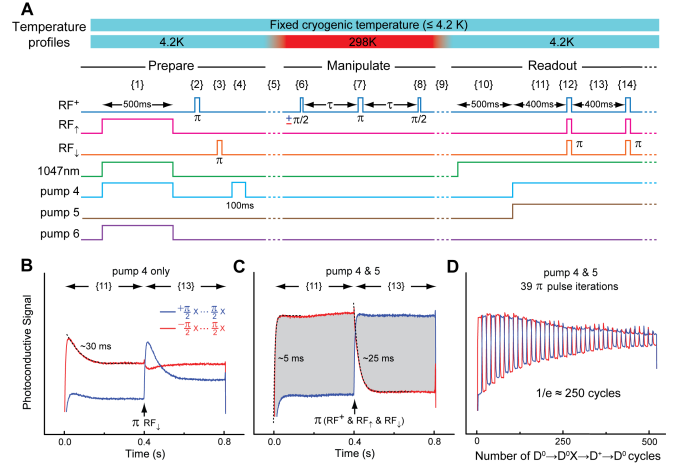 A
Temperature profiles
Fixed cryogenic temperature (≤ 4.2 K)
4.2K 298K 4.2K
Prepare Manipulate Readout
{1} {2} {3} {4} {5} {6} {7} {8} {9} {10} {11} {12} {13} {14}
RF⁺ 500ms π ±π/2 τ π τ π/2 500ms 400ms 400ms
RF↑
RF↓ π π π
1047nm
pump 4 100ms
pump 5
pump 6
B
pump 4 only
{11} {13}
+π/2 X ··· π/2 X
−π/2 X ··· π/2 X
~30 ms
π RF↓
Photoconductive Signal
0.0 0.4 0.8
Time (s)
C
pump 4 & 5
{11} {13}
~5 ms
~25 ms
π (RF⁺ & RF↑ & RF↓)
0.0 0.4 0.8
Time (s)
D
pump 4 & 5
39 π pulse iterations
1/e ≈ 250 cycles
0 250 500
Number of D⁰→D⁰X→D⁺→D⁰ cycles